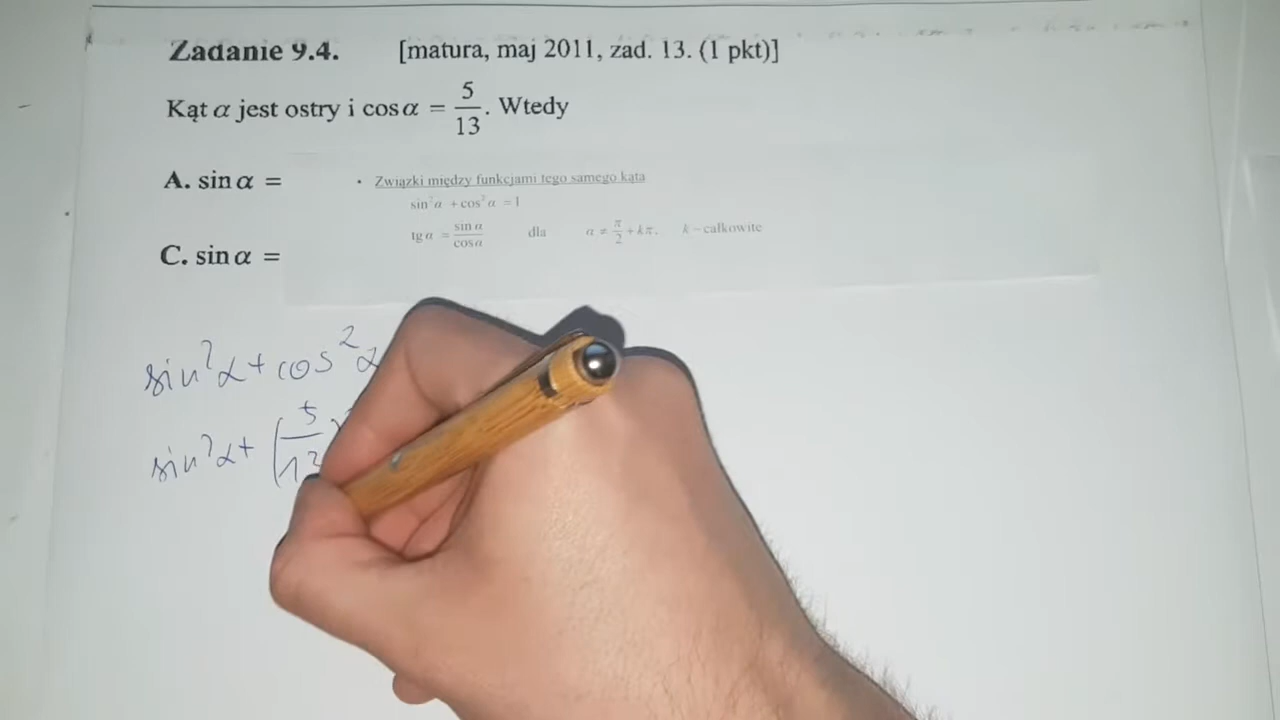 Zadanie 9.4. [matura, maj 2011, zad. 13. (1 pkt)]
Kąt α jest ostry i cos α = 5/13. Wtedy
A. sin α =
• Związki między funkcjami tego samego kąta
sin²α + cos²α = 1
tg α = sin α/cos α dla α ≠ π/2 + kπ, k – całkowite
C. sin α =
sin²α + cos²α
sin²α + (5/13)